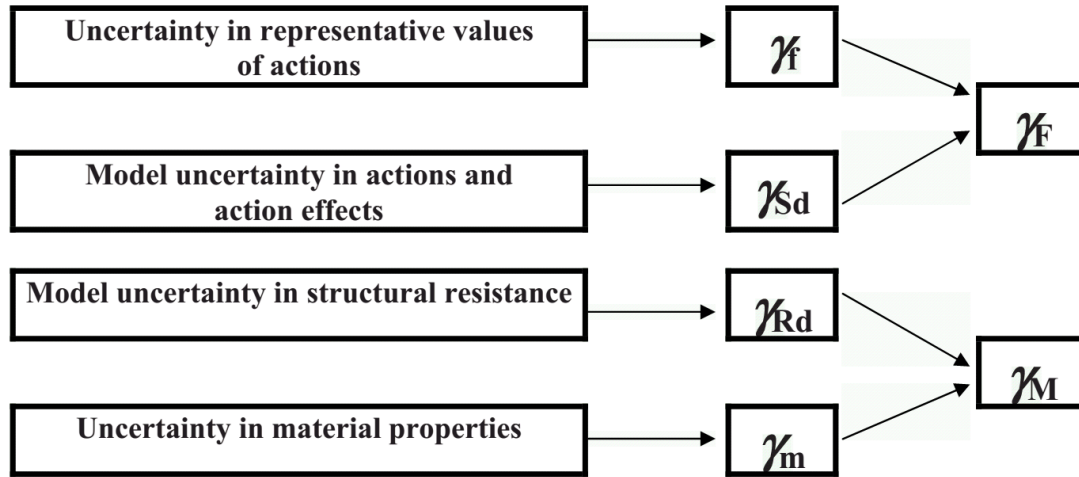 Uncertainty in representative values
of actions
γf
γF
Model uncertainty in actions and
action effects
γSd
Model uncertainty in structural resistance
γRd
γM
Uncertainty in material properties
γm